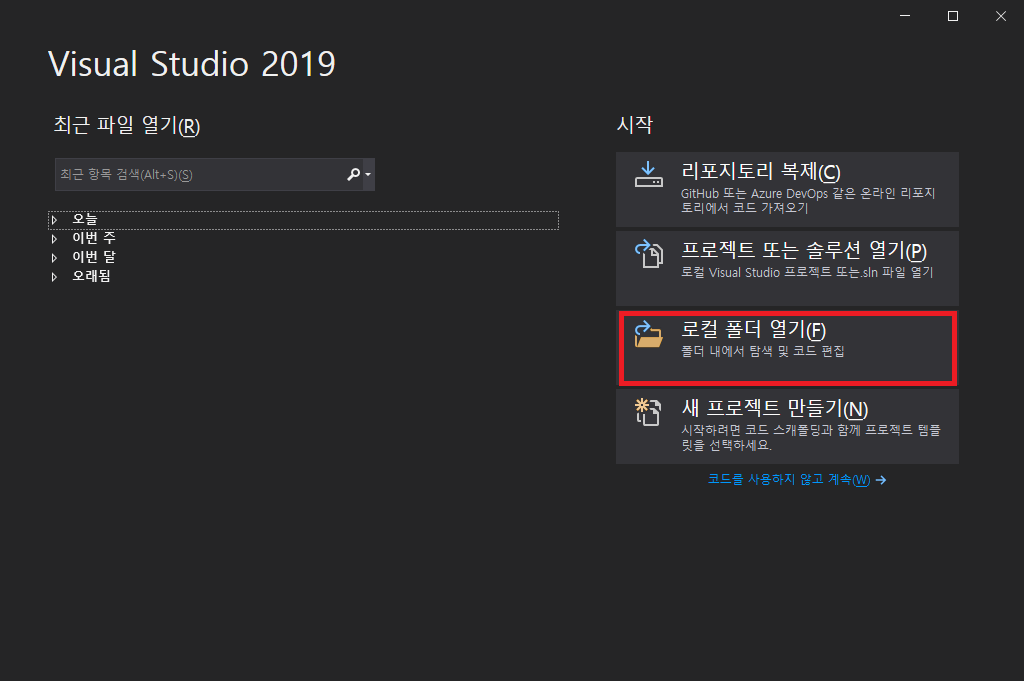 Visual Studio 2019
최근 파일 열기(R)
최근 항목 검색(Alt+S)(S)
오늘
이번 주
이번 달
오래됨
시작
리포지토리 복제(C)
GitHub 또는 Azure DevOps 같은 온라인 리포지
토리에서 코드 가져오기
프로젝트 또는 솔루션 열기(P)
로컬 Visual Studio 프로젝트 또는.sln 파일 열기
로컬 폴더 열기(F)
폴더 내에서 탐색 및 코드 편집
새 프로젝트 만들기(N)
시작하려면 코드 스캐폴딩과 함께 프로젝트 템플
릿을 선택하세요.
코드를 사용하지 않고 계속(W) →